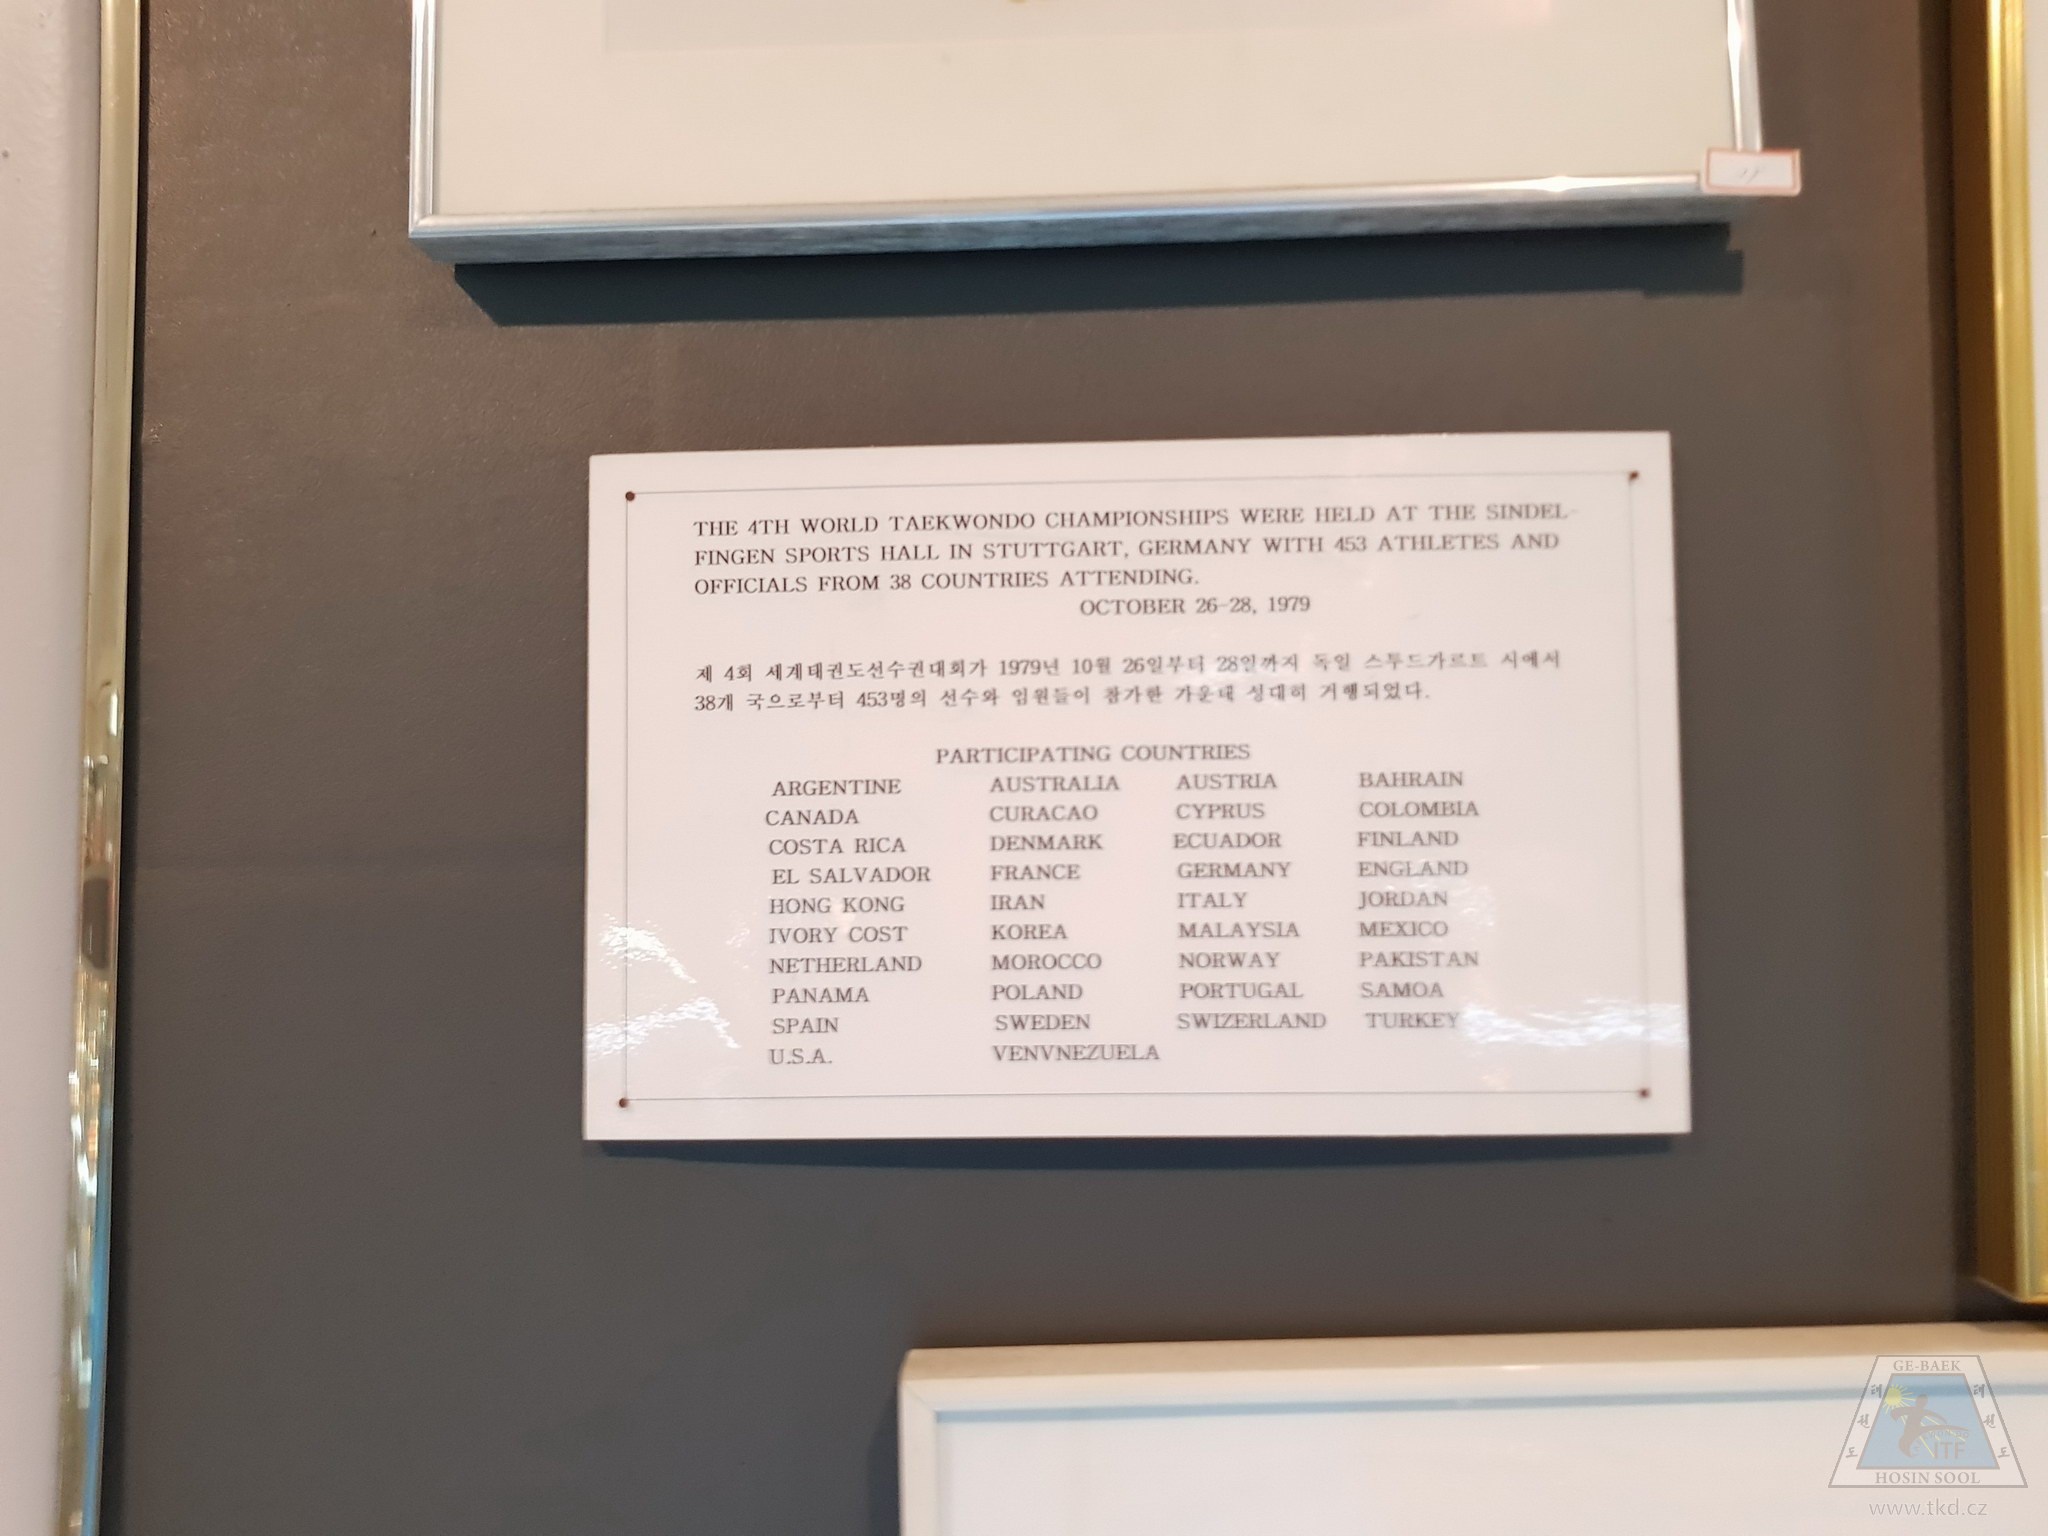 THE 4TH WORLD TAEKWONDO CHAMPIONSHIPS WERE HELD AT THE SINDEL-
FINGEN SPORTS HALL IN STUTTGART, GERMANY WITH 453 ATHLETES AND
OFFICIALS FROM 38 COUNTRIES ATTENDING.
OCTOBER 26-28, 1979
제 4회 세계태권도선수권대회가 1979년 10월 26일부터 28일까지 독일 스투드가르트 시에서
38개 국으로부터 453명의 선수와 임원들이 참가한 가운데 성대히 거행되었다.
PARTICIPATING COUNTRIES
ARGENTINE AUSTRALIA AUSTRIA BAHRAIN
CANADA CURACAO CYPRUS COLOMBIA
COSTA RICA DENMARK ECUADOR FINLAND
EL SALVADOR FRANCE GERMANY ENGLAND
HONG KONG IRAN ITALY JORDAN
IVORY COST KOREA MALAYSIA MEXICO
NETHERLAND MOROCCO NORWAY PAKISTAN
PANAMA POLAND PORTUGAL SAMOA
SPAIN SWEDEN SWIZERLAND TURKEY
U.S.A. VENVNEZUELA
GE-BAEK
태 태
권 권
도 도
ITF
HOSIN SOOL
www.tkd.cz